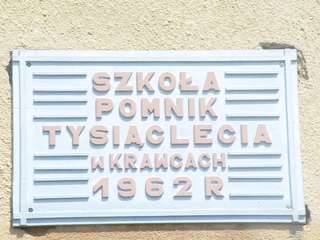 SZKOŁA
POMNIK
TYSIĄCLECIA
W KRAWCACH
1962 R